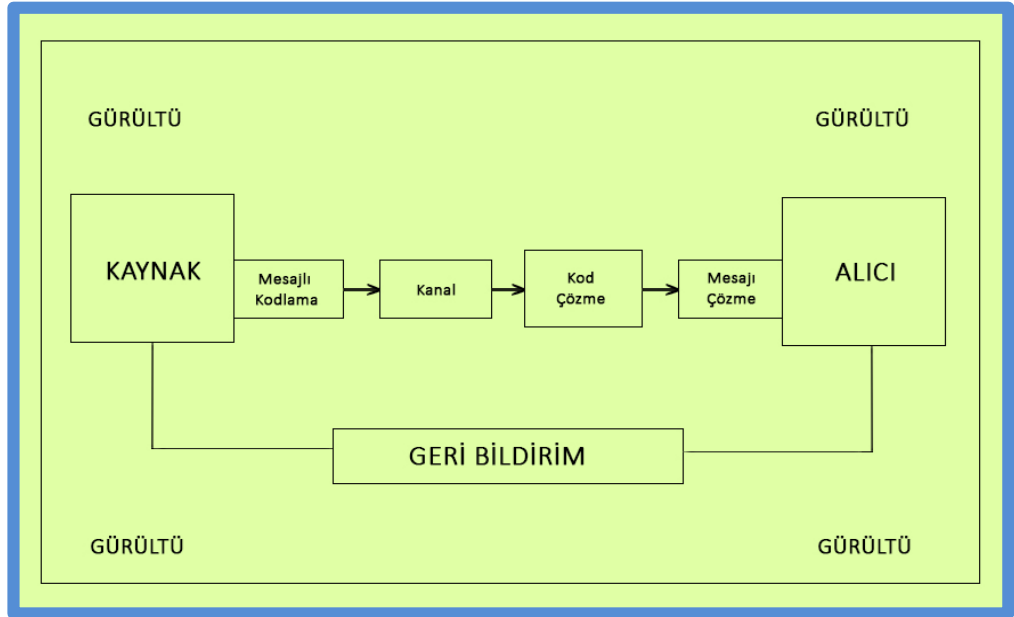 GÜRÜLTÜ
GÜRÜLTÜ
KAYNAK
Mesajlı
Kodlama
Kanal
Kod
Çözme
Mesajı
Çözme
ALICI
GERİ BİLDİRİM
GÜRÜLTÜ
GÜRÜLTÜ